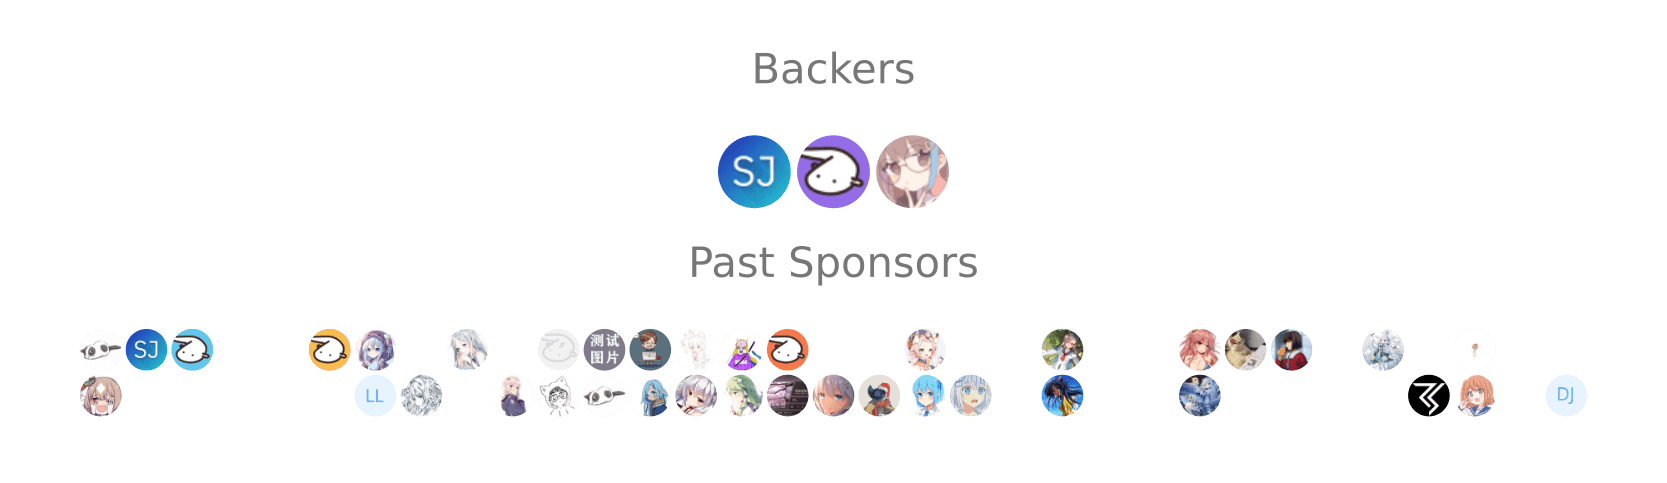 Backers
SJ
Past Sponsors
SJ
测试
图片
LL
DJ